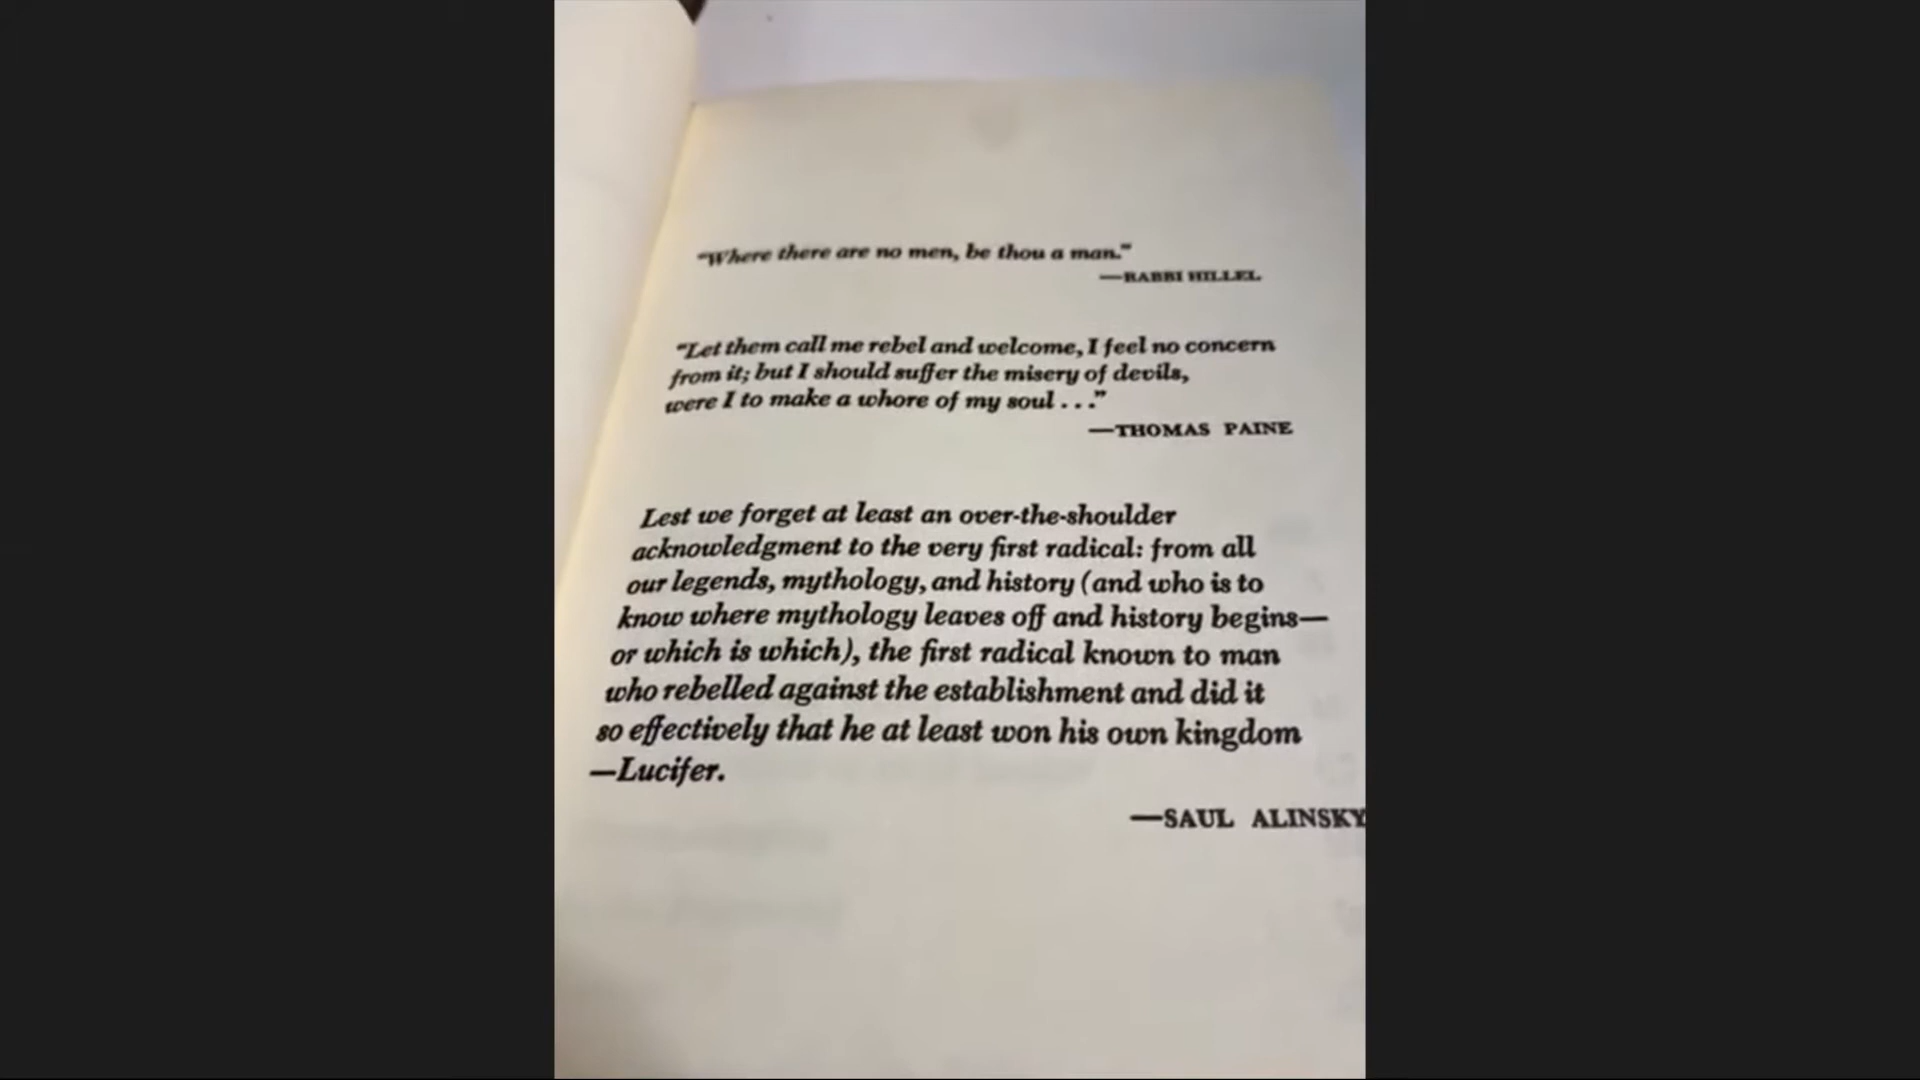 “Where there are no men, be thou a man.”
—RABBI HILLEL
“Let them call me rebel and welcome, I feel no concern
from it; but I should suffer the misery of devils,
were I to make a whore of my soul . . .”
—THOMAS PAINE
Lest we forget at least an over-the-shoulder
acknowledgment to the very first radical: from all
our legends, mythology, and history (and who is to
know where mythology leaves off and history begins—
or which is which), the first radical known to man
who rebelled against the establishment and did it
so effectively that he at least won his own kingdom
—Lucifer.
—SAUL ALINSKY